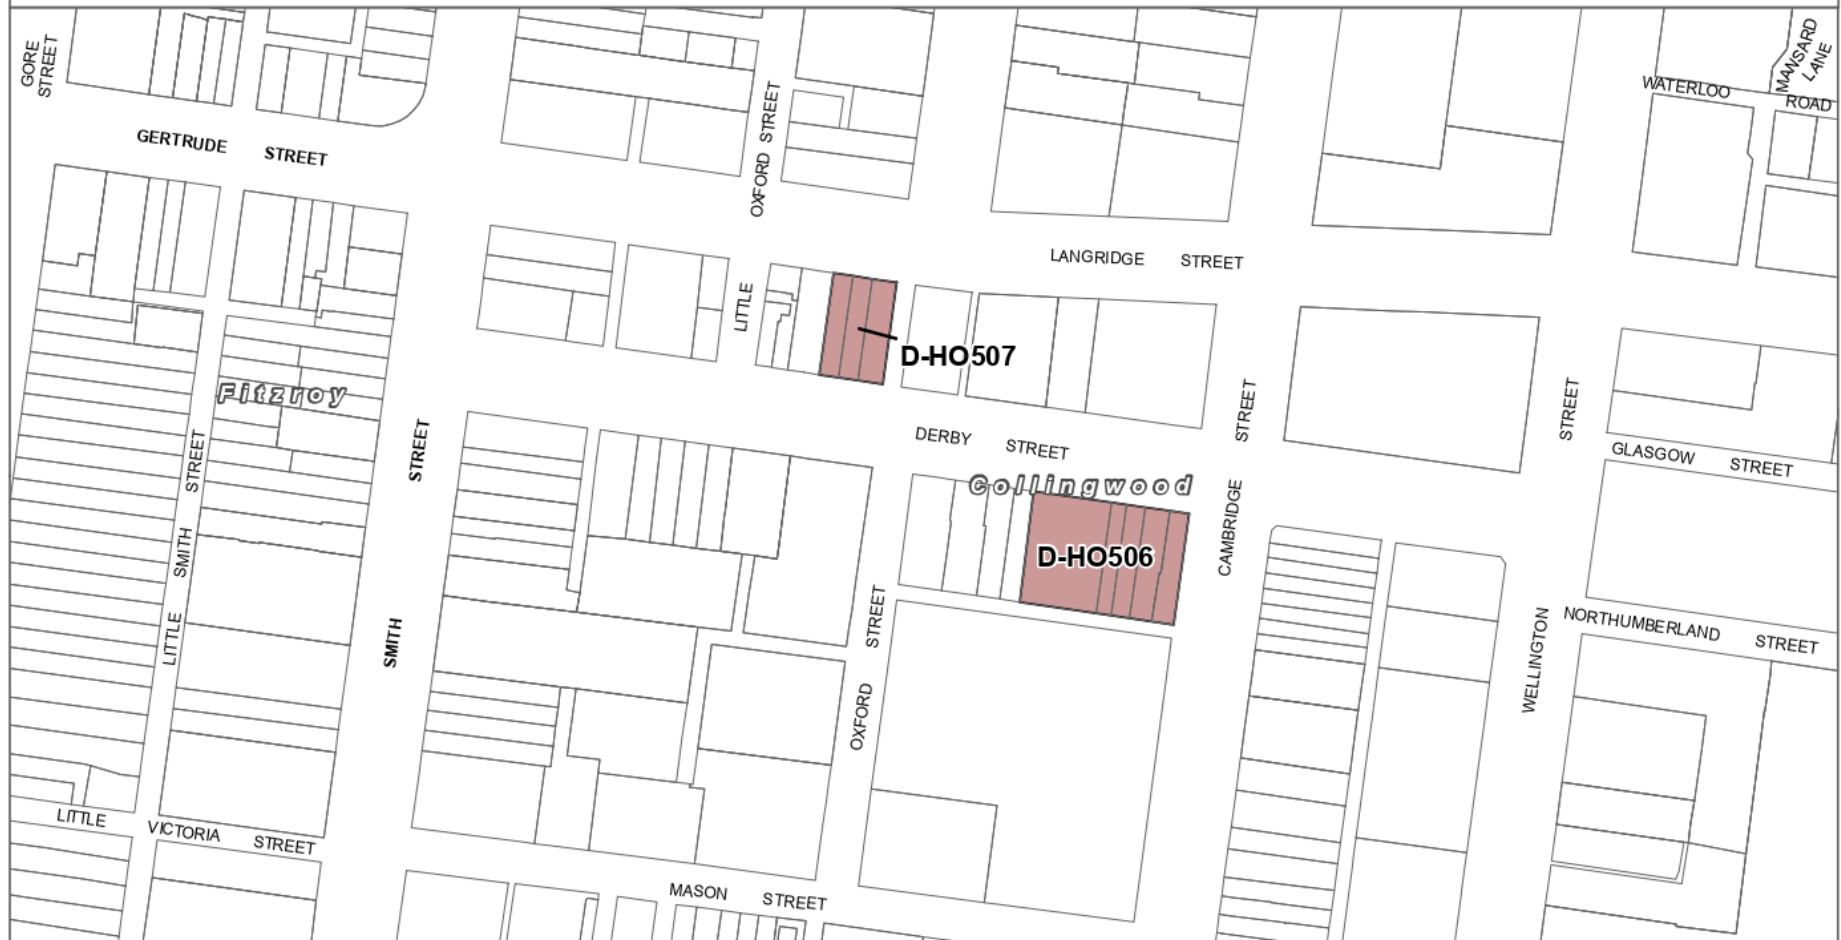 GORE
STREET
MANSARD
LANE
WATERLOO ROAD
GERTRUDE STREET
OXFORD STREET
LITTLE
LANGRIDGE STREET
D-HO507
Fitzroy
STREET
SMITH
LITTLE SMITH STREET
DERBY STREET
Collingwood
CAMBRIDGE STREET
D-HO506
WELLINGTON STREET
GLASGOW STREET
NORTHUMBERLAND STREET
OXFORD STREET
LITTLE VICTORIA STREET
MASON STREET